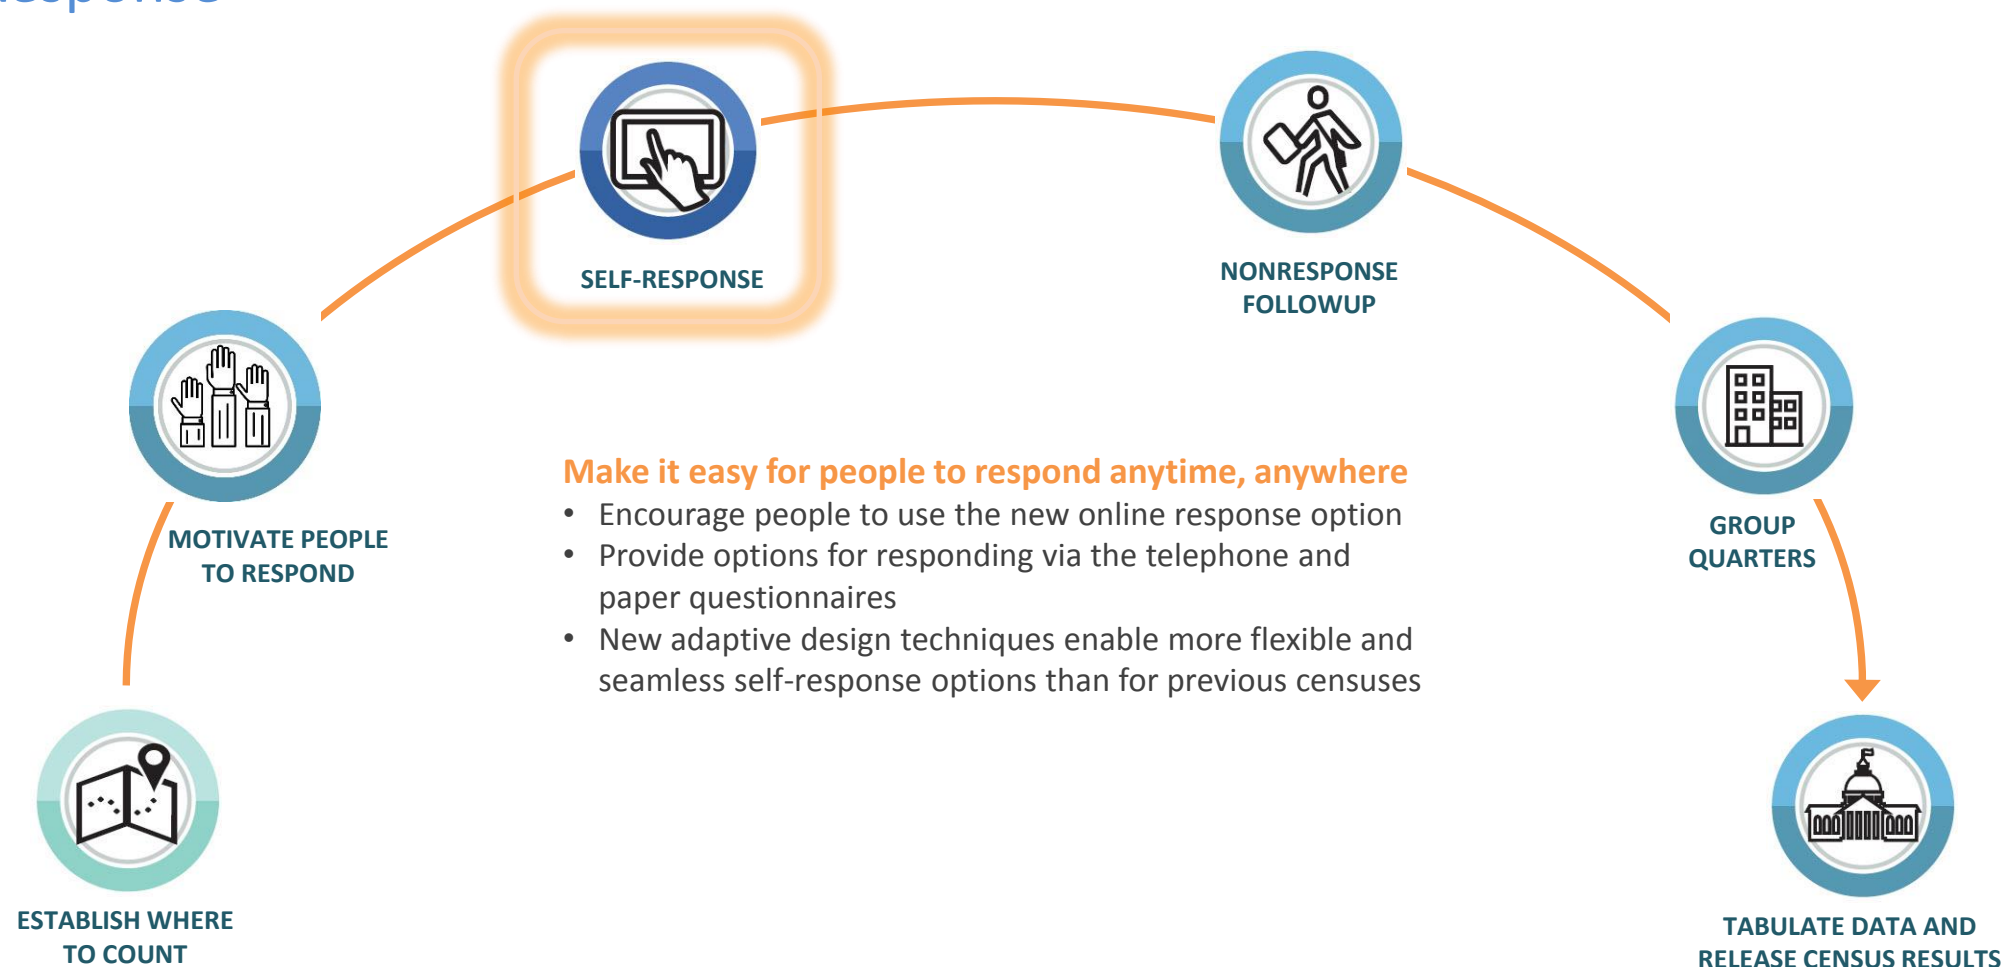 SELF-RESPONSE
NONRESPONSE
FOLLOWUP
MOTIVATE PEOPLE
TO RESPOND
GROUP
QUARTERS
Make it easy for people to respond anytime, anywhere
• Encourage people to use the new online response option
• Provide options for responding via the telephone and
paper questionnaires
• New adaptive design techniques enable more flexible and
seamless self-response options than for previous censuses
ESTABLISH WHERE
TO COUNT
TABULATE DATA AND
RELEASE CENSUS RESULTS